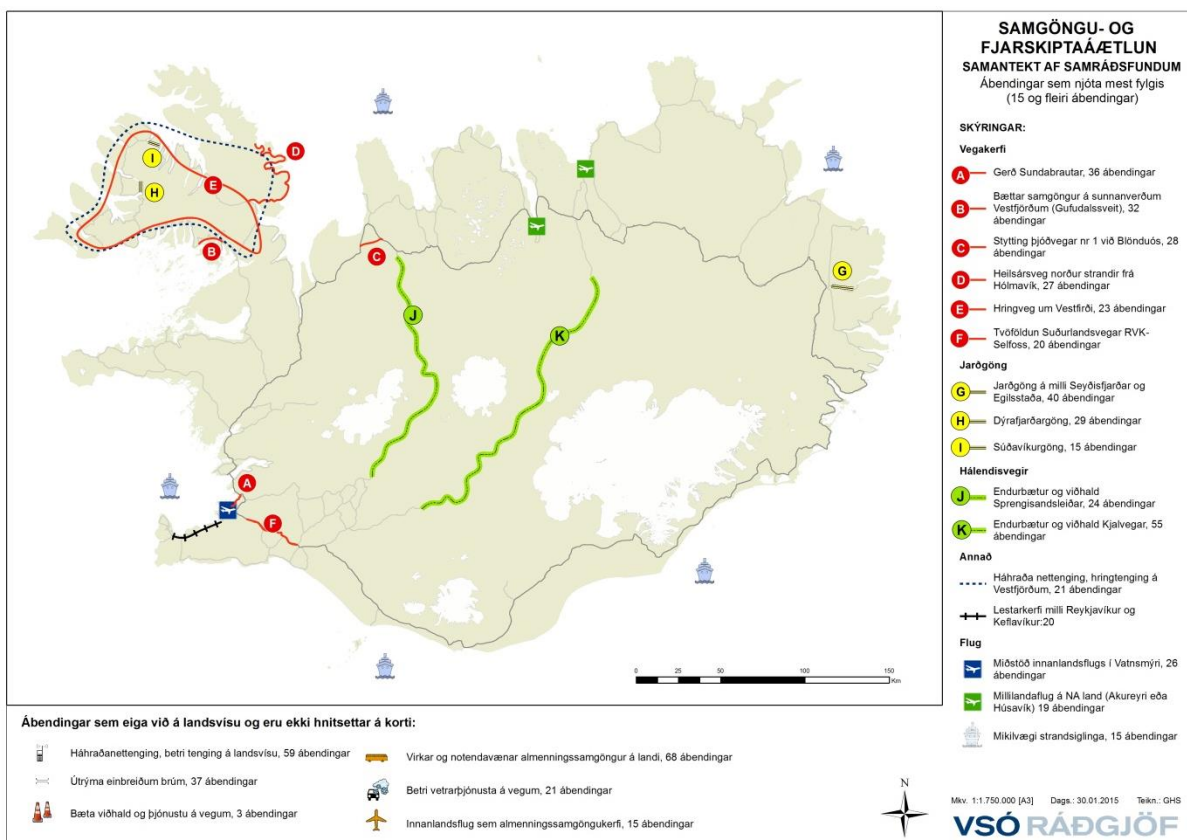 SAMGÖNGU- OG
FJARSKIPTAÁÆTLUN
SAMANTEKT AF SAMRÁÐSFUNDUM
Ábendingar sem njóta mest fylgis
(15 og fleiri ábendingar)
SKÝRINGAR:
Vegakerfi
A Gerð Sundabrautar, 36 ábendingar
Bættar samgöngur á sunnanverðum
B Vestfjörðum (Gufudalssveit), 32
ábendingar
C Stytting þjóðvegar nr 1 við Blönduós, 28
ábendingar
D Heilsársveg norður strandir frá
Hólmavík, 27 ábendingar
E Hringveg um Vestfirði, 23 ábendingar
F Tvöföldun Suðurlandsvegar RVK-
Selfoss, 20 ábendingar
Jarðgöng
G Jarðgöng á milli Seyðisfjarðar og
Egilsstaða, 40 ábendingar
H Dýrafjarðargöng, 29 ábendingar
I Súðavíkurgöng, 15 ábendingar
Hálendisvegir
J Endurbætur og viðhald
Sprengisandsleiðar, 24 ábendingar
K Endurbætur og viðhald Kjalvegar, 55
ábendingar
Annað
Háhraða nettenging, hringtenging á
Vestfjörðum, 21 ábendingar
Lestarkerfi milli Reykjavíkur og
Keflavíkur:20
Flug
Miðstöð innanlandsflugs í Vatnsmýri, 26
ábendingar
Millilandaflug á NA land (Akureyri eða
Húsavík) 19 ábendingar
Mikilvægi strandsiglinga, 15 ábendingar
D
I
E
H
B
C
G
J
K
A
F
0 25 50 100 150
Km
Ábendingar sem eiga við á landsvísu og eru ekki hnitsettar á korti:
Háhraðanettenging, betri tenging á landsvísu, 59 ábendingar
Útrýma einbreiðum brúm, 37 ábendingar
Bæta viðhald og þjónustu á vegum, 3 ábendingar
Virkar og notendavænar almenningssamgöngur á landi, 68 ábendingar
Betri vetrarþjónusta á vegum, 21 ábendingar
Innanlandsflug sem almenningssamgöngukerfi, 15 ábendingar
N
Mkv. 1:1.750.000 [A3] Dags.: 30.01.2015 Teikn.: GHS
VSÓ RÁÐGJÖF